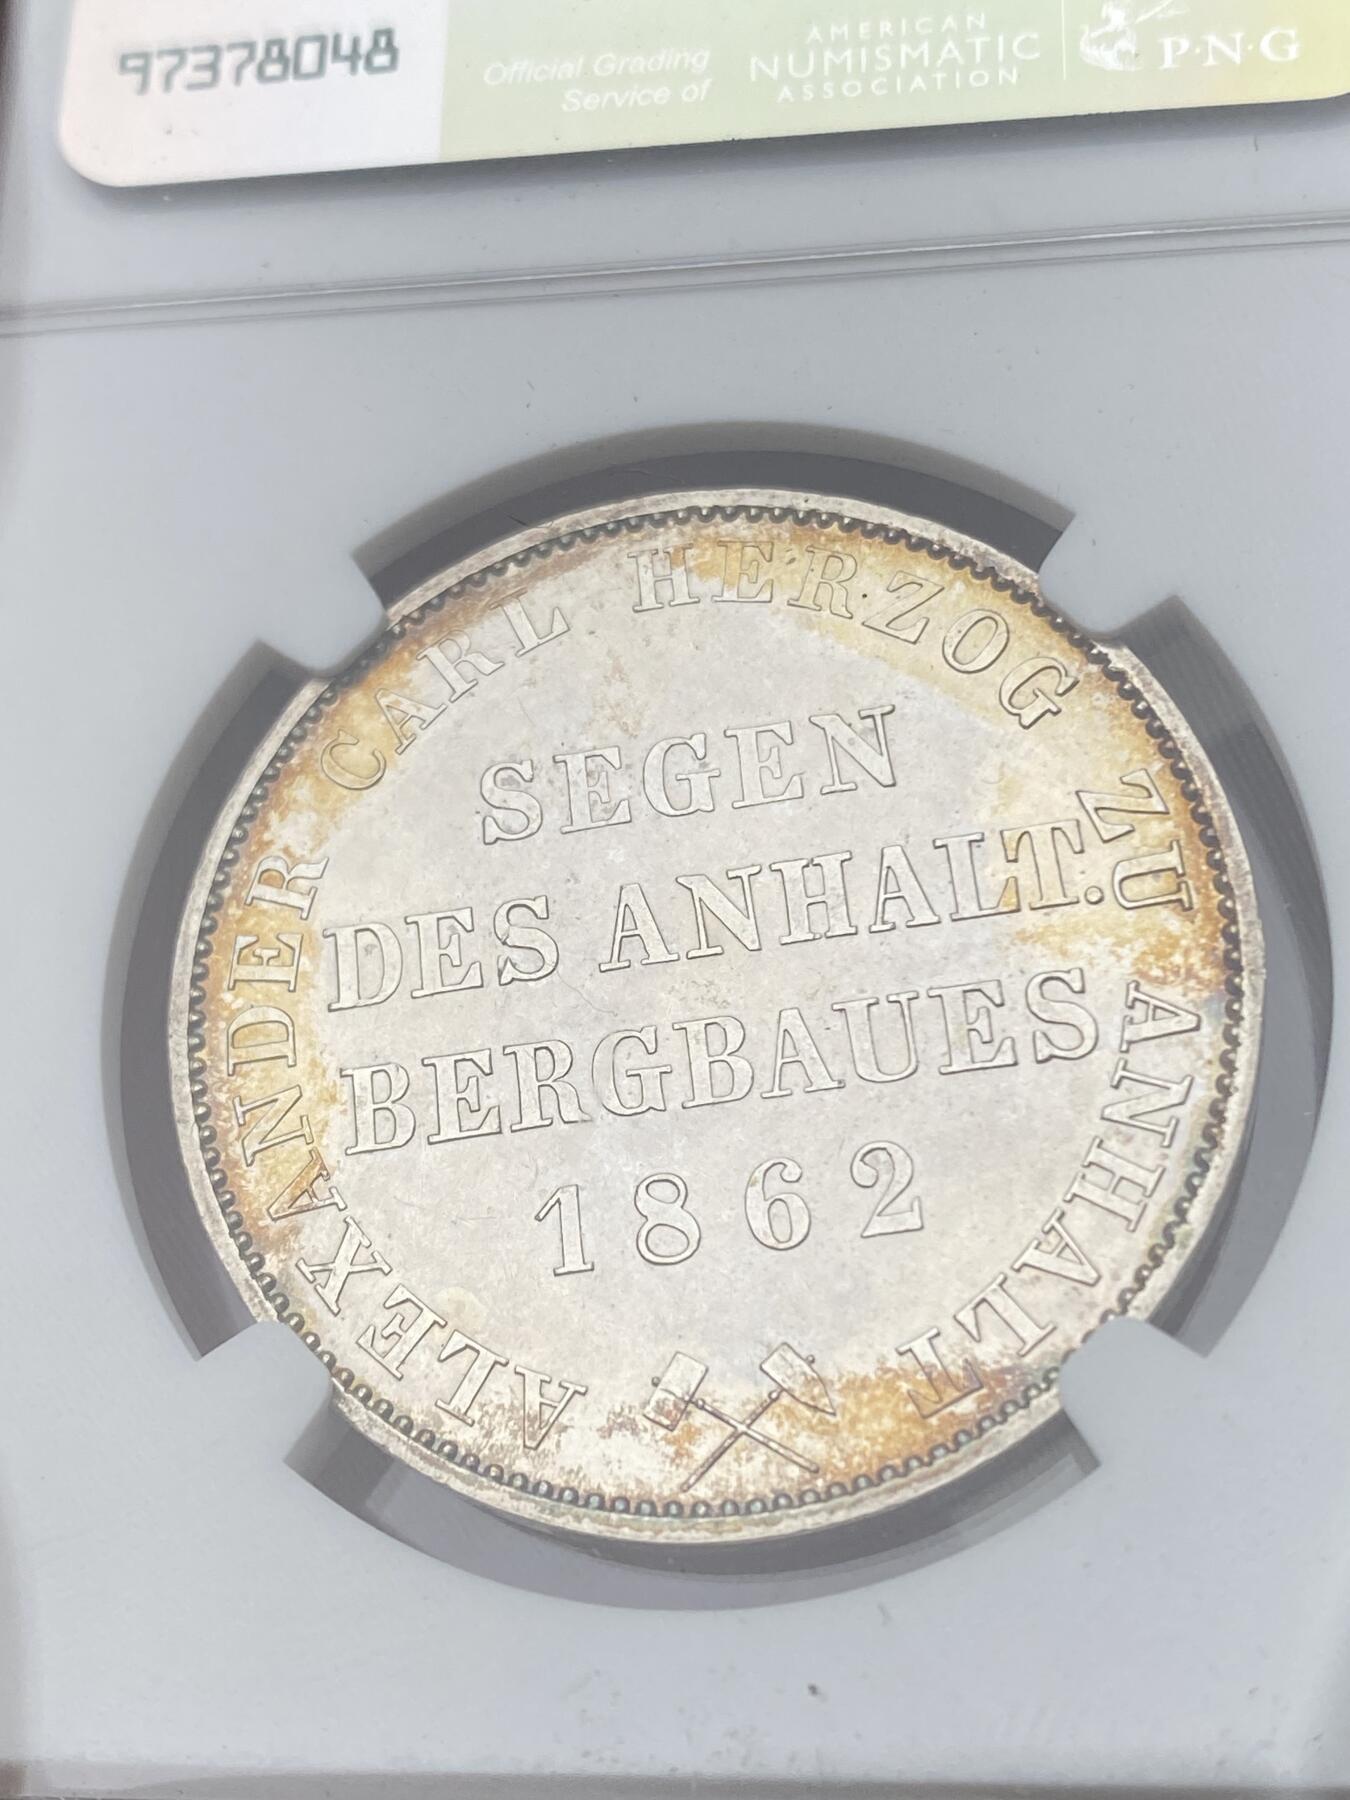 97378048
Official Grading
Service of
AMERICAN
NUMISMATIC
ASSOCIATION
P·N·G
ALEXANDER CARL HERZOG ZU ANHALT
SEGEN
DES ANHALT.
BERGBAUES
1862